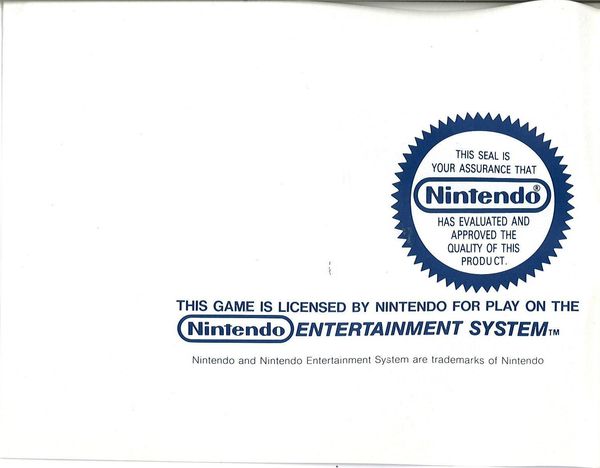 THIS SEAL IS
YOUR ASSURANCE THAT
Nintendo®
HAS EVALUATED AND
APPROVED THE
QUALITY OF THIS
PRODUCT.
THIS GAME IS LICENSED BY NINTENDO FOR PLAY ON THE
Nintendo ENTERTAINMENT SYSTEM™
Nintendo and Nintendo Entertainment System are trademarks of Nintendo